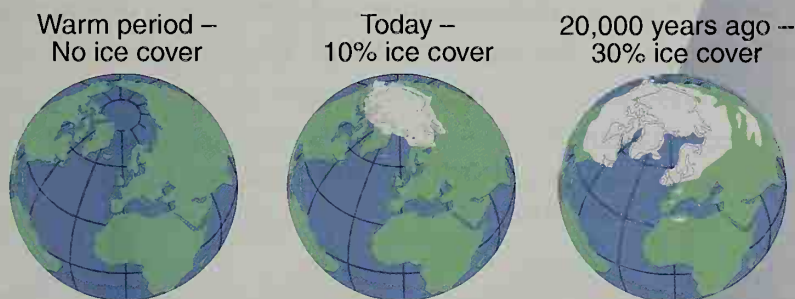 Warm period –
No ice cover
Today –
10% ice cover
20,000 years ago –
30% ice cover